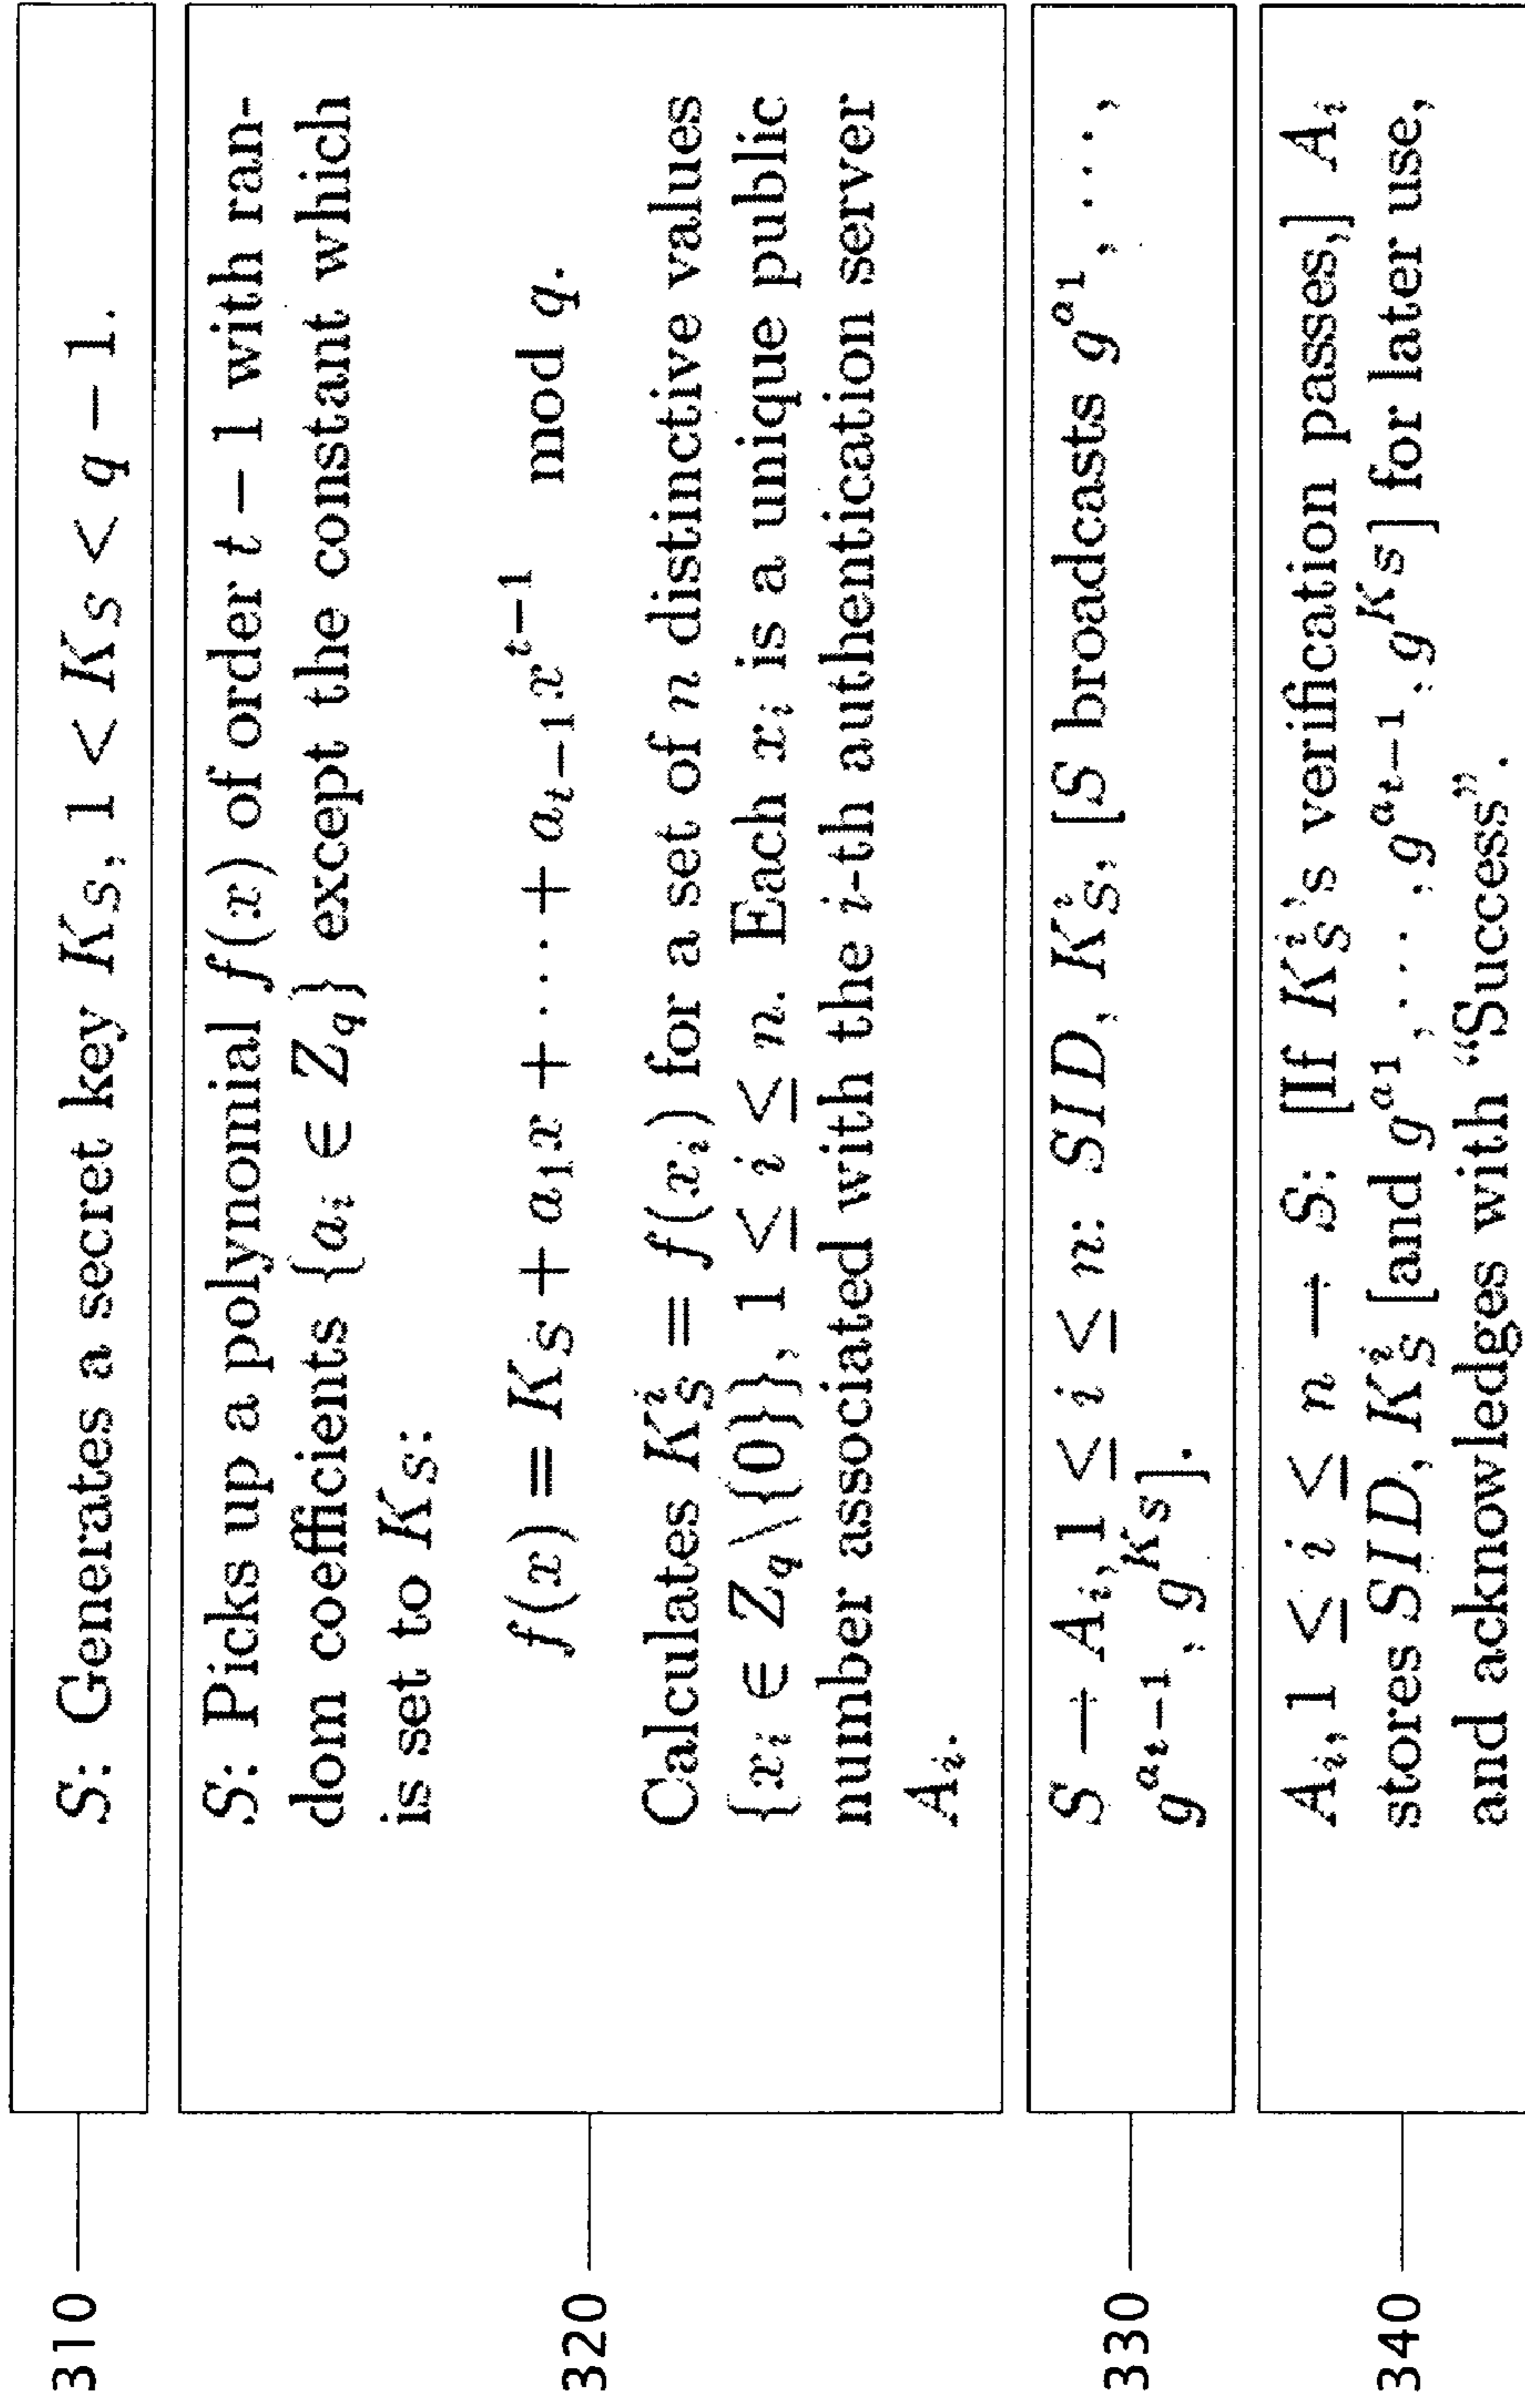 310
S: Generates a secret key K_S, 1 < K_S < q − 1.
320
S: Picks up a polynomial f(x) of order t − 1 with ran-
dom coefficients {a_i ∈ Z_q} except the constant which
is set to K_S:
f(x) = K_S + a_1x + · · · + a_{t−1}x^{t−1} mod q.
Calculates K_S^i = f(x_i) for a set of n distinctive values
{x_i ∈ Z_q\{0}}, 1 ≤ i ≤ n. Each x_i is a unique public
number associated with the i-th authentication server
A_i.
330
S → A_i, 1 ≤ i ≤ n: SID, K_S^i, [S broadcasts g^{a_1}, · · · ,
g^{a_{t−1}}, g^{K_S}].
340
A_i, 1 ≤ i ≤ n → S: [If K_S^i's verification passes,] A_i
stores SID, K_S^i [and g^{a_1}, · · · , g^{a_{t−1}}, g^{K_S}] for later use,
and acknowledges with “Success”.